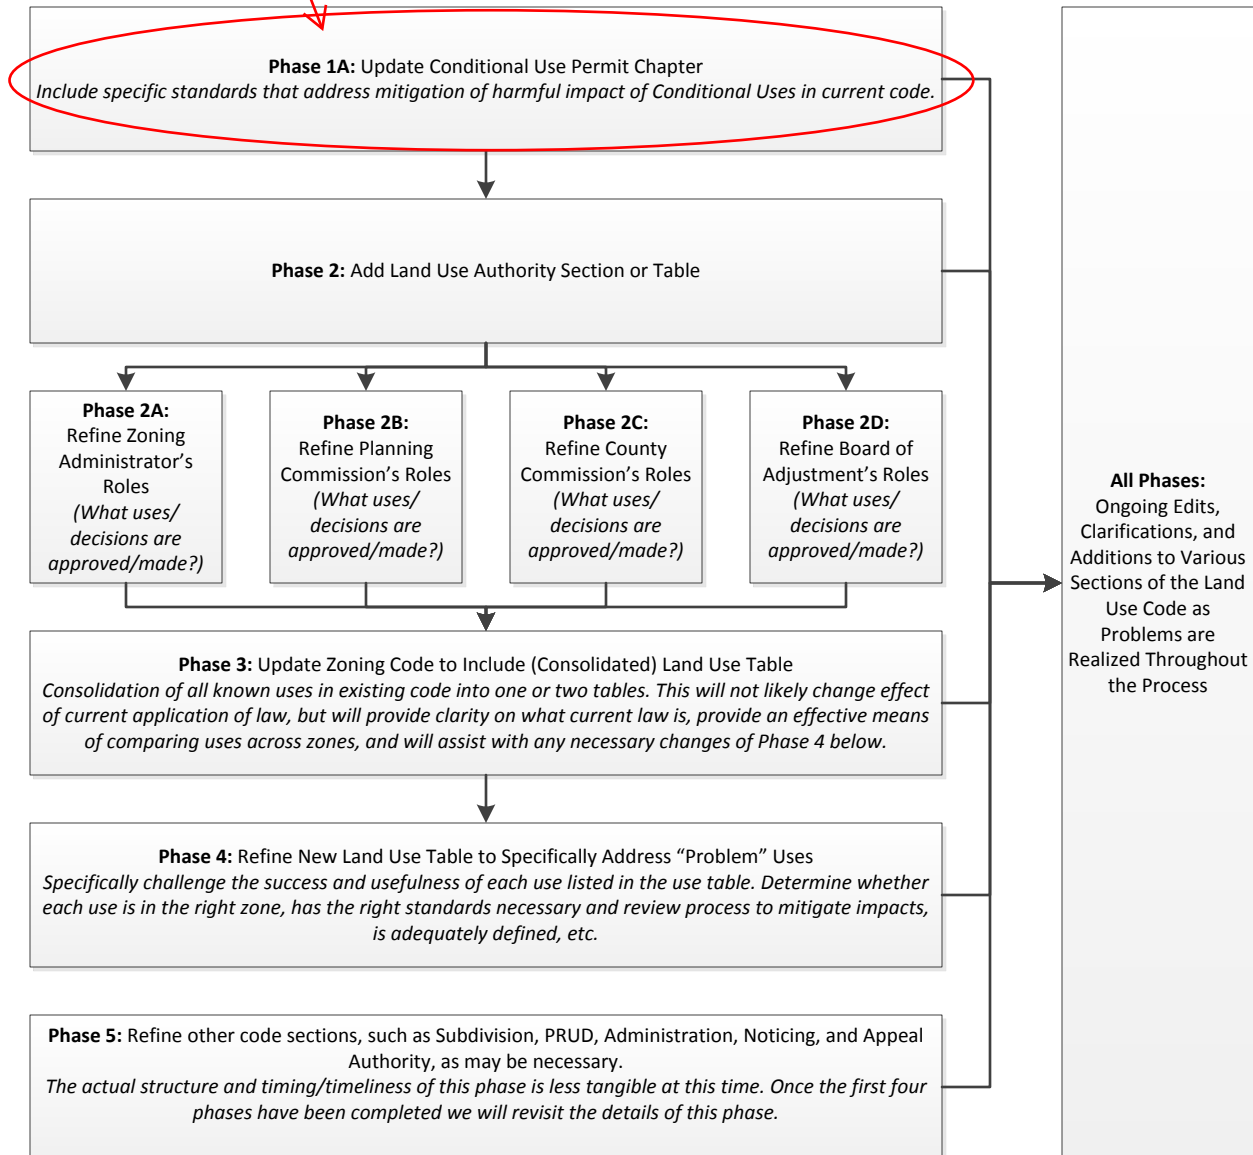 Phase 1A: Update Conditional Use Permit Chapter
Include specific standards that address mitigation of harmful impact of Conditional Uses in current code.
Phase 2: Add Land Use Authority Section or Table
Phase 2A:
Refine Zoning
Administrator’s
Roles
(What uses/
decisions are
approved/made?)
Phase 2B:
Refine Planning
Commission’s Roles
(What uses/
decisions are
approved/made?)
Phase 2C:
Refine County
Commission’s Roles
(What uses/
decisions are
approved/made?)
Phase 2D:
Refine Board of
Adjustment’s Roles
(What uses/
decisions are
approved/made?)
Phase 3: Update Zoning Code to Include (Consolidated) Land Use Table
Consolidation of all known uses in existing code into one or two tables. This will not likely change effect
of current application of law, but will provide clarity on what current law is, provide an effective means
of comparing uses across zones, and will assist with any necessary changes of Phase 4 below.
Phase 4: Refine New Land Use Table to Specifically Address “Problem” Uses
Specifically challenge the success and usefulness of each use listed in the use table. Determine whether
each use is in the right zone, has the right standards necessary and review process to mitigate impacts,
is adequately defined, etc.
Phase 5: Refine other code sections, such as Subdivision, PRUD, Administration, Noticing, and Appeal
Authority, as may be necessary.
The actual structure and timing/timeliness of this phase is less tangible at this time. Once the first four
phases have been completed we will revisit the details of this phase.
All Phases:
Ongoing Edits,
Clarifications, and
Additions to Various
Sections of the Land
Use Code as
Problems are
Realized Throughout
the Process